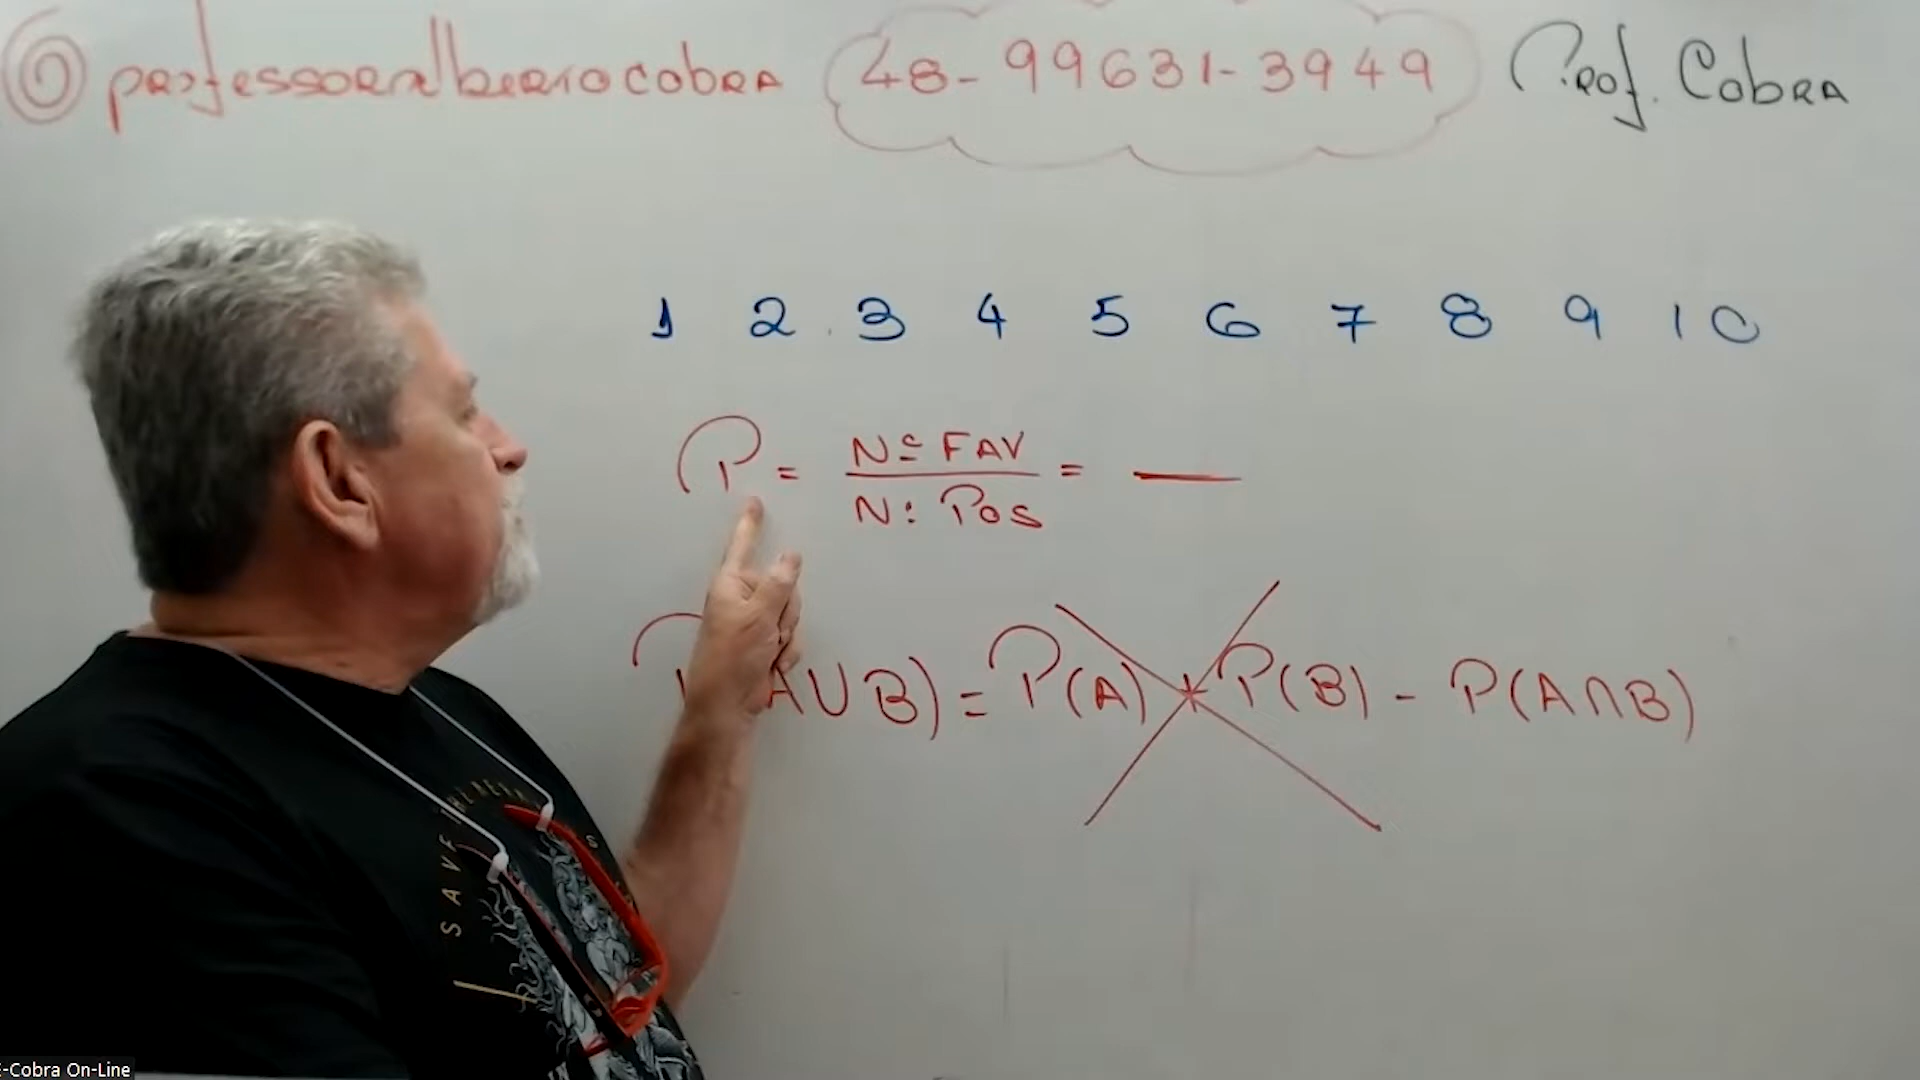 professoralbertocobra 48-99631-3949 Prof. Cobra
1 2 3 4 5 6 7 8 9 10
P = Nº FAV / Nº POS = —
P(A∪B) = P(A) + P(B) - P(A∩B)
SAVE
E-Cobra On-Line